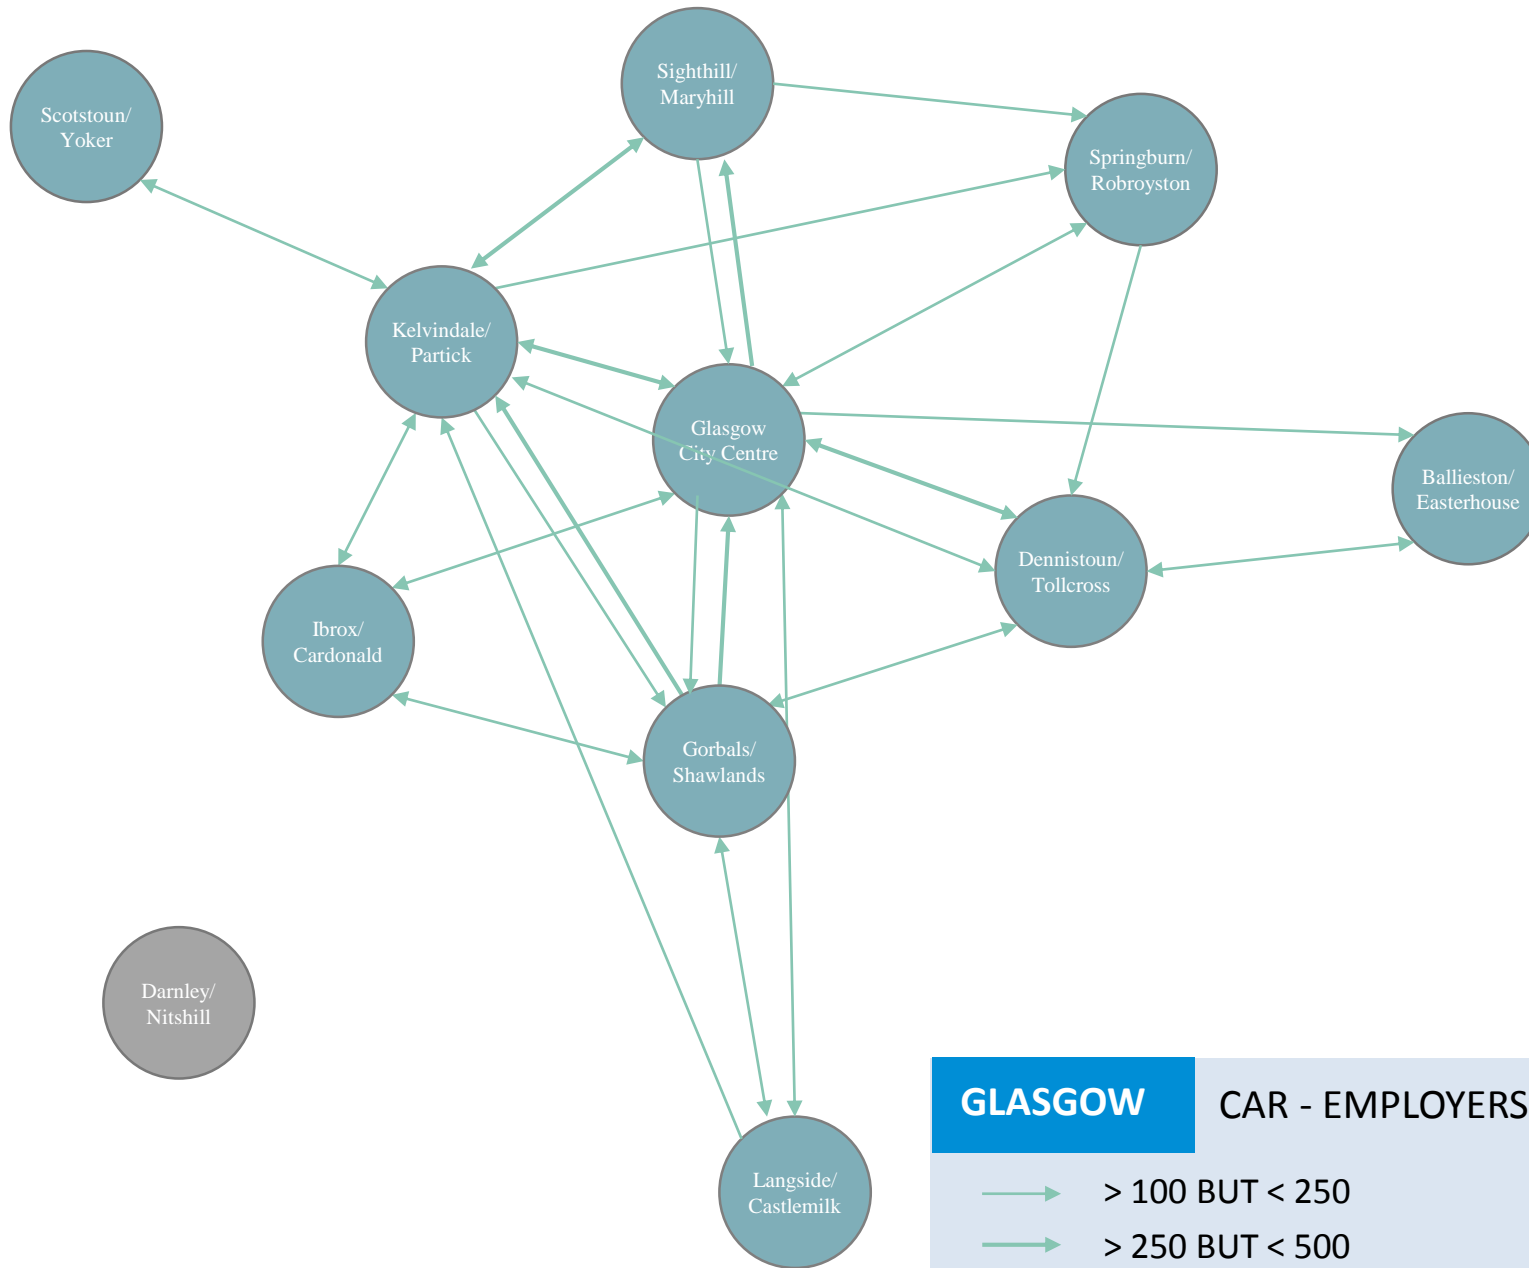 Sighthill/
Maryhill
Scotstoun/
Yoker
Springburn/
Robroyston
Kelvindale/
Partick
Glasgow
City Centre
Ballieston/
Easterhouse
Dennistoun/
Tollcross
Ibrox/
Cardonald
Gorbals/
Shawlands
Darnley/
Nitshill
Langside/
Castlemilk
GLASGOW CAR - EMPLOYERS
> 100 BUT < 250
> 250 BUT < 500